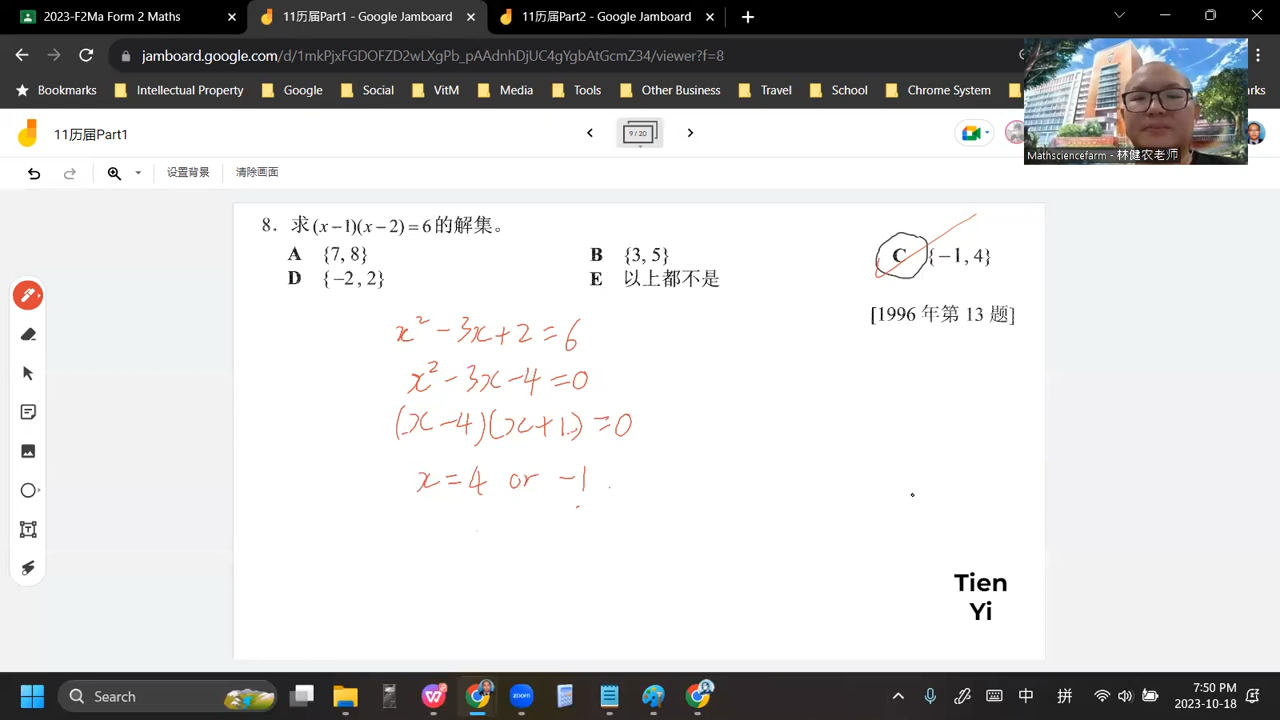 2023-F2Ma Form 2 Maths
11历届Part1 - Google Jamboard
11历届Part2 - Google Jamboard
Bookmarks
Intellectual Property
Google
Social
VitM
Media
Tools
Other Business
Travel
School
Chrome System
11历届Part1
9 / 20
Mathsciencefarm - 林健农老师
设置背景
清除画面
8. 求(x−1)(x−2)=6的解集。
A {7, 8}
B {3, 5}
C {−1, 4}
D {−2, 2}
E 以上都不是
[1996 年第 13 题]
x² − 3x + 2 = 6
x² − 3x − 4 = 0
(x − 4)(x + 1) = 0
x = 4 or −1
Tien
Yi
Search
中
拼
7:50 PM
2023-10-18